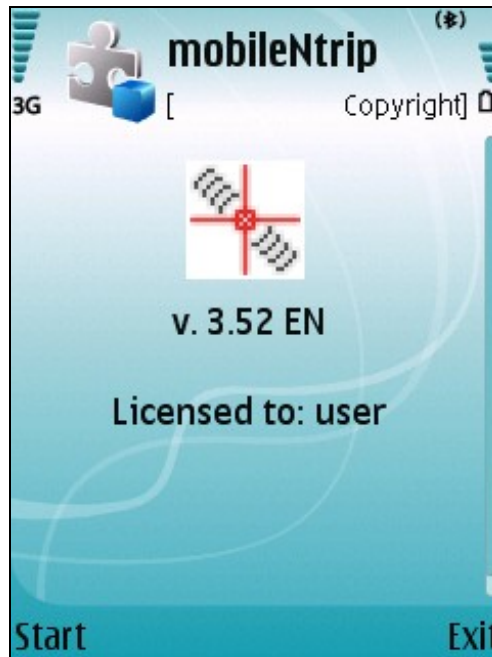 mobileNtrip
3G
[ Copyright]
v. 3.52 EN
Licensed to: user
Start
Exit